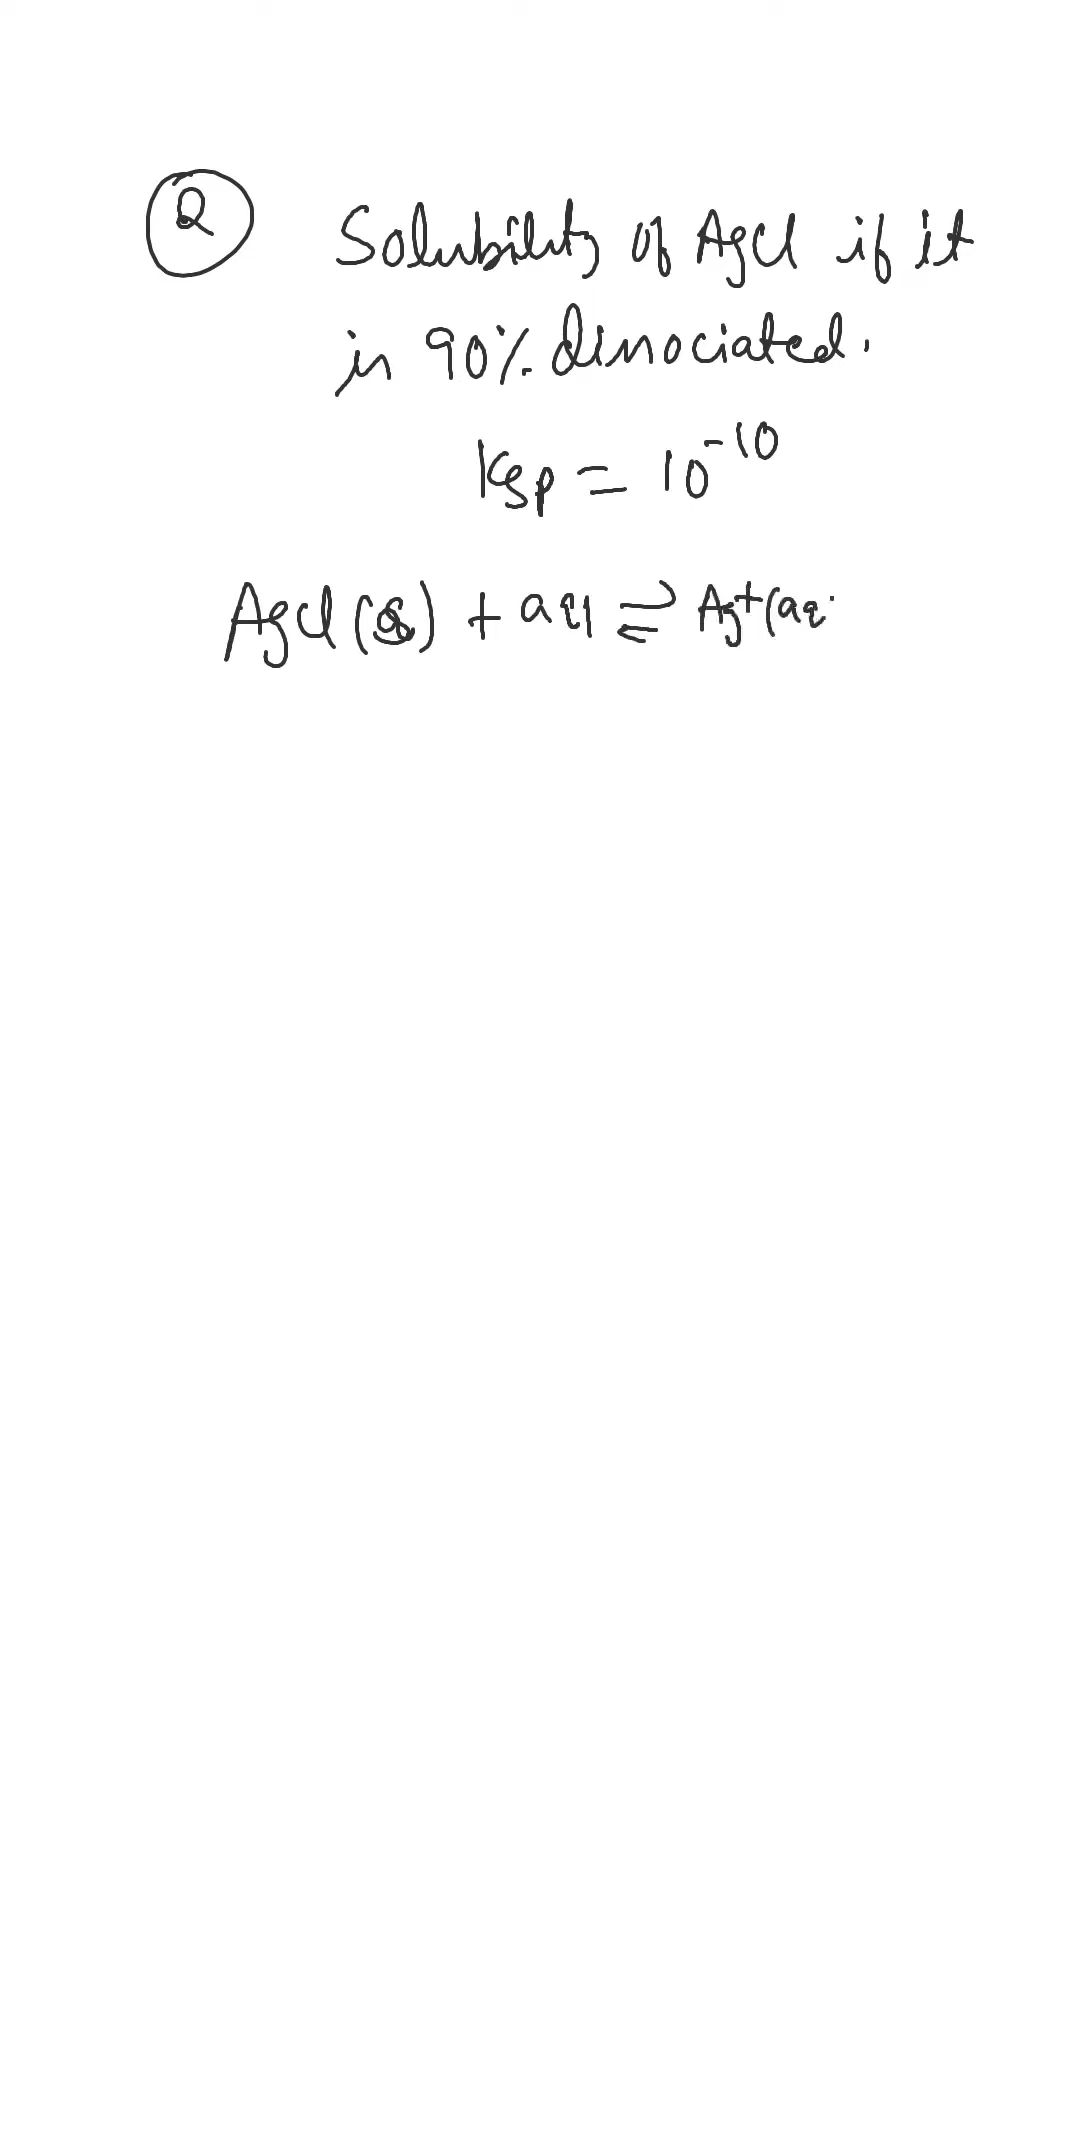 Q Solubility of AgCl if it
is 90% dissociated.
Ksp = 10⁻¹⁰
AgCl(s) + aq ⇌ Ag⁺(aq.